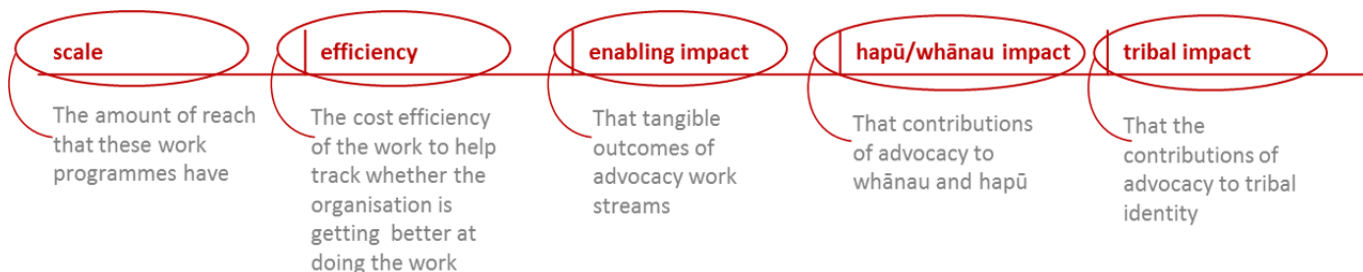 scale
The amount of reach
that these work
programmes have
efficiency
The cost efficiency
of the work to help
track whether the
organisation is
getting  better at
doing the work
enabling impact
That tangible
outcomes of
advocacy work
streams
hapū/whānau impact
That contributions
of advocacy to
whānau and hapū
tribal impact
That the
contributions of
advocacy to tribal
identity